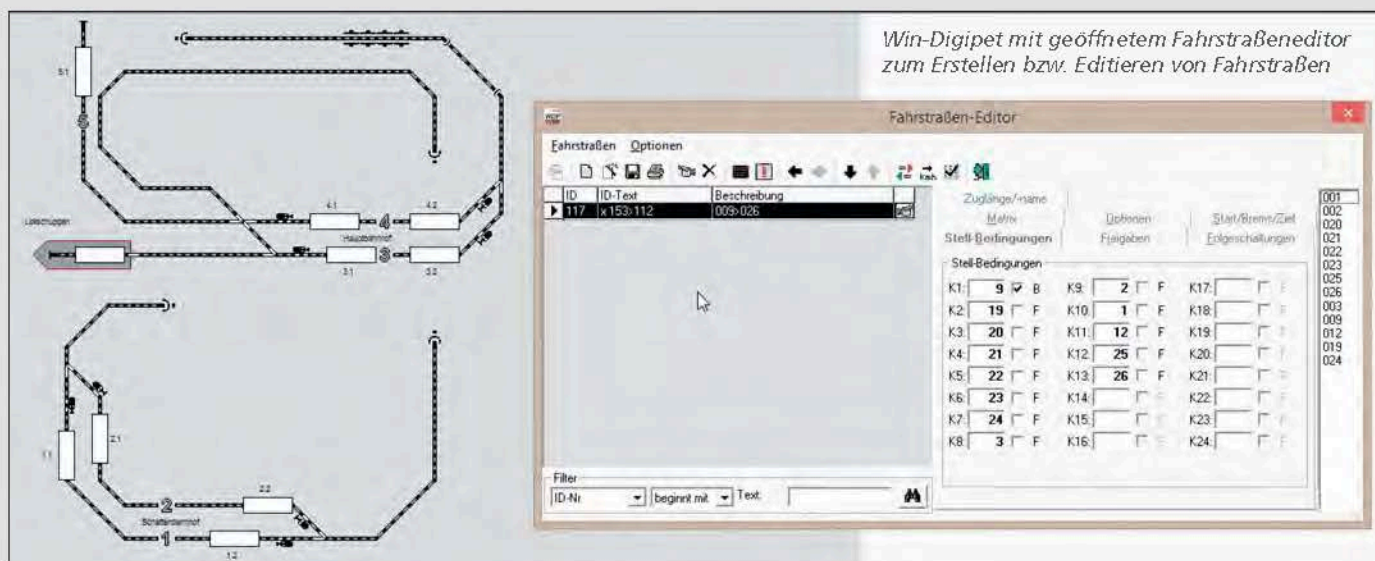 Win-Digipet mit geöffnetem Fahrstraßeneditor
zum Erstellen bzw. Editieren von Fahrstraßen
5.1
5
4.1
4
4.2
Lokschuppen
Hauptbahnhof
3.1
3
3.2
1.1
2.1
2
2.2
Schattenbahnhof
1
1.2
Fahrstraßen-Editor
Fahrstraßen Optionen
ID ID-Text Beschreibung
117 x 153>112 009>026
Filter
ID-Nr. beginnt mit Text:
Zuglänge/-name
Matrix Optionen Start/Brems/Ziel
Stell-Bedingungen Freigaben Folgeschaltungen
Stell-Bedingungen
K1: 9 B K9: 2 F K17:
K2: 19 F K10: 1 F K18:
K3: 20 F K11: 12 F K19:
K4: 21 F K12: 25 F K20:
K5: 22 F K13: 26 F K21:
K6: 23 F K14: K22:
K7: 24 F K15: K23:
K8: 3 F K16: K24:
001
002
020
021
022
023
025
026
003
009
012
019
024